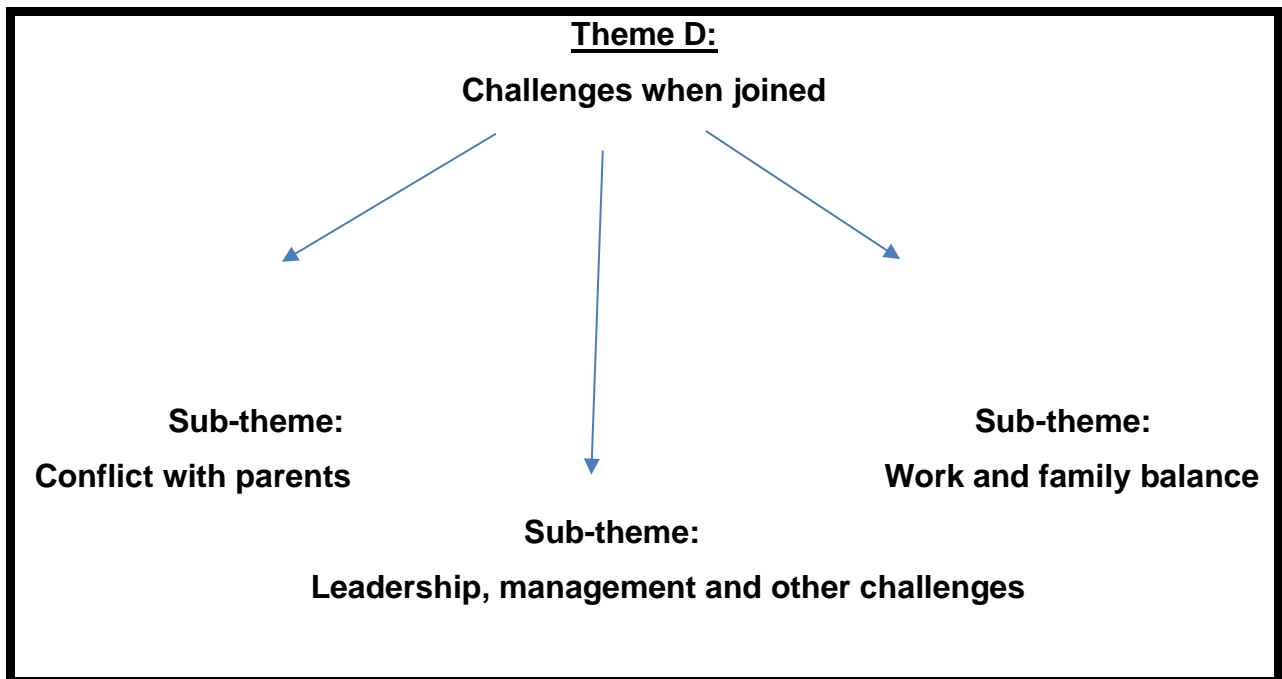 Theme D:
Challenges when joined
Sub-theme:
Conflict with parents
Sub-theme:
Work and family balance
Sub-theme:
Leadership, management and other challenges